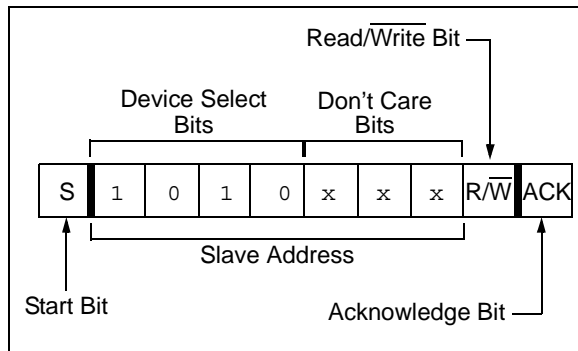 Read/Write Bit
Device Select Bits
Don't Care Bits
S 1 0 1 0 x x x R/W ACK
Slave Address
Start Bit
Acknowledge Bit